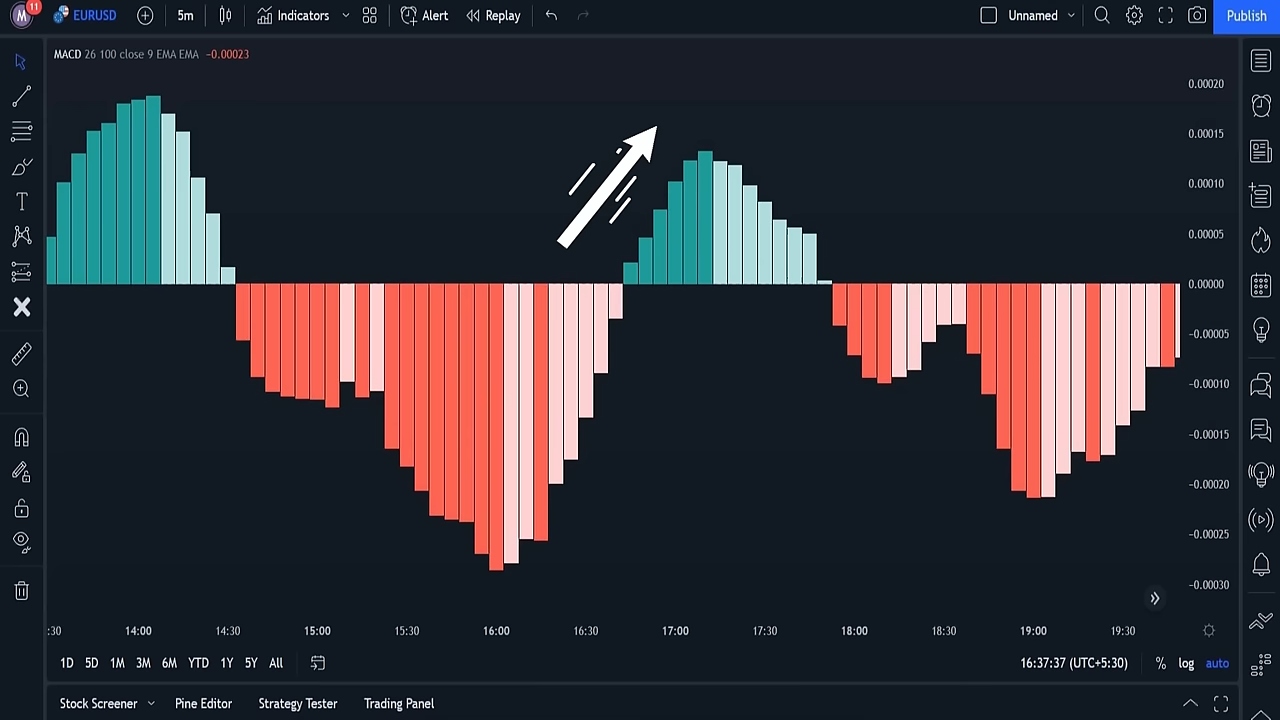 M 11 EURUSD 5m Indicators Alert Replay Unnamed Publish
MACD 26 100 close 9 EMA EMA −0.00023
0.00020
0.00015
0.00010
0.00005
0.00000
−0.00005
−0.00010
−0.00015
−0.00020
−0.00025
−0.00030
:30 14:00 14:30 15:00 15:30 16:00 16:30 17:00 17:30 18:00 18:30 19:00 19:30
1D 5D 1M 3M 6M YTD 1Y 5Y All 16:37:37 (UTC+5:30) % log auto
Stock Screener Pine Editor Strategy Tester Trading Panel